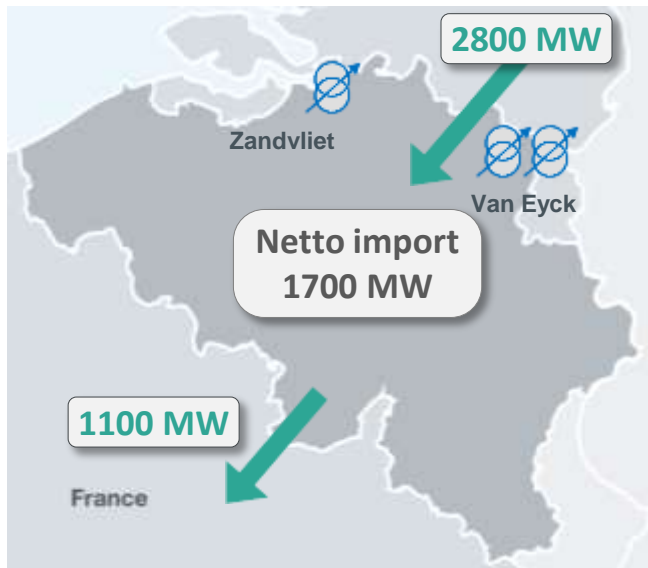 2800 MW
Zandvliet
Van Eyck
Netto import
1700 MW
1100 MW
France